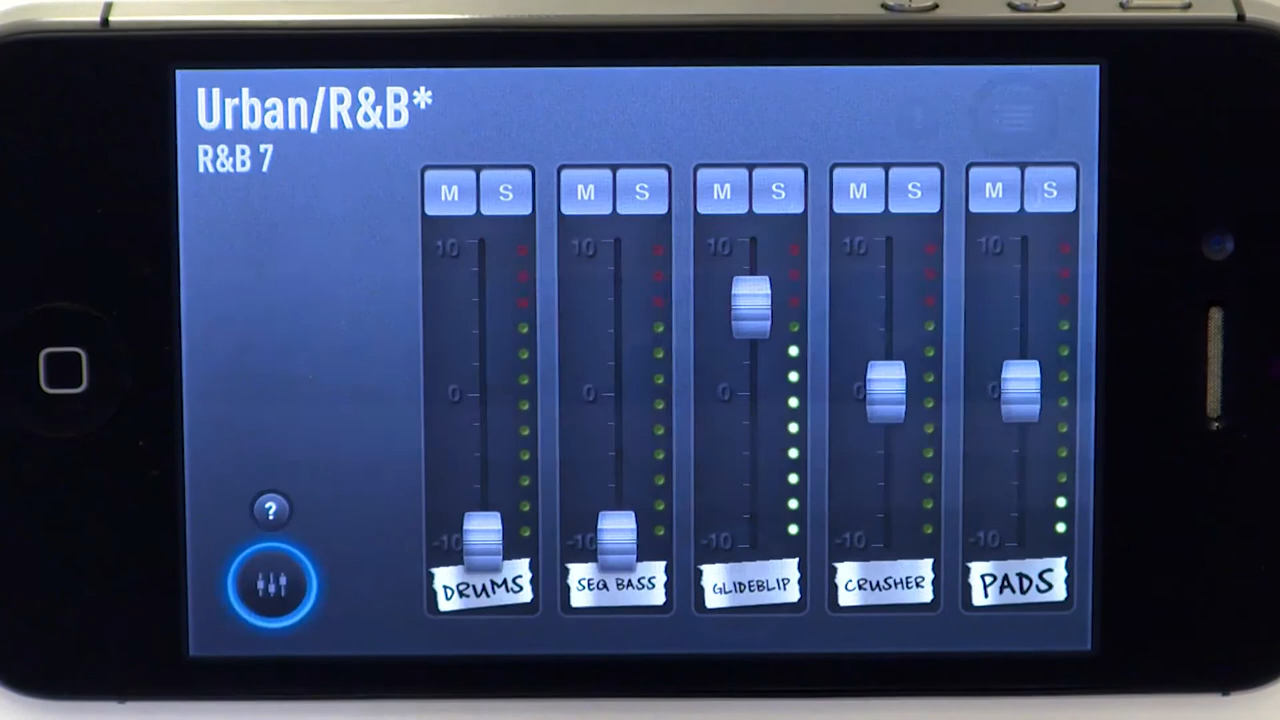 Urban/R&B*
R&B 7
M S M S M S M S M S
10 10 10 10 10
0 0 0 0 0
-10 -10 -10 -10 -10
?
DRUMS SEQ BASS GLIDEBLIP CRUSHER PADS